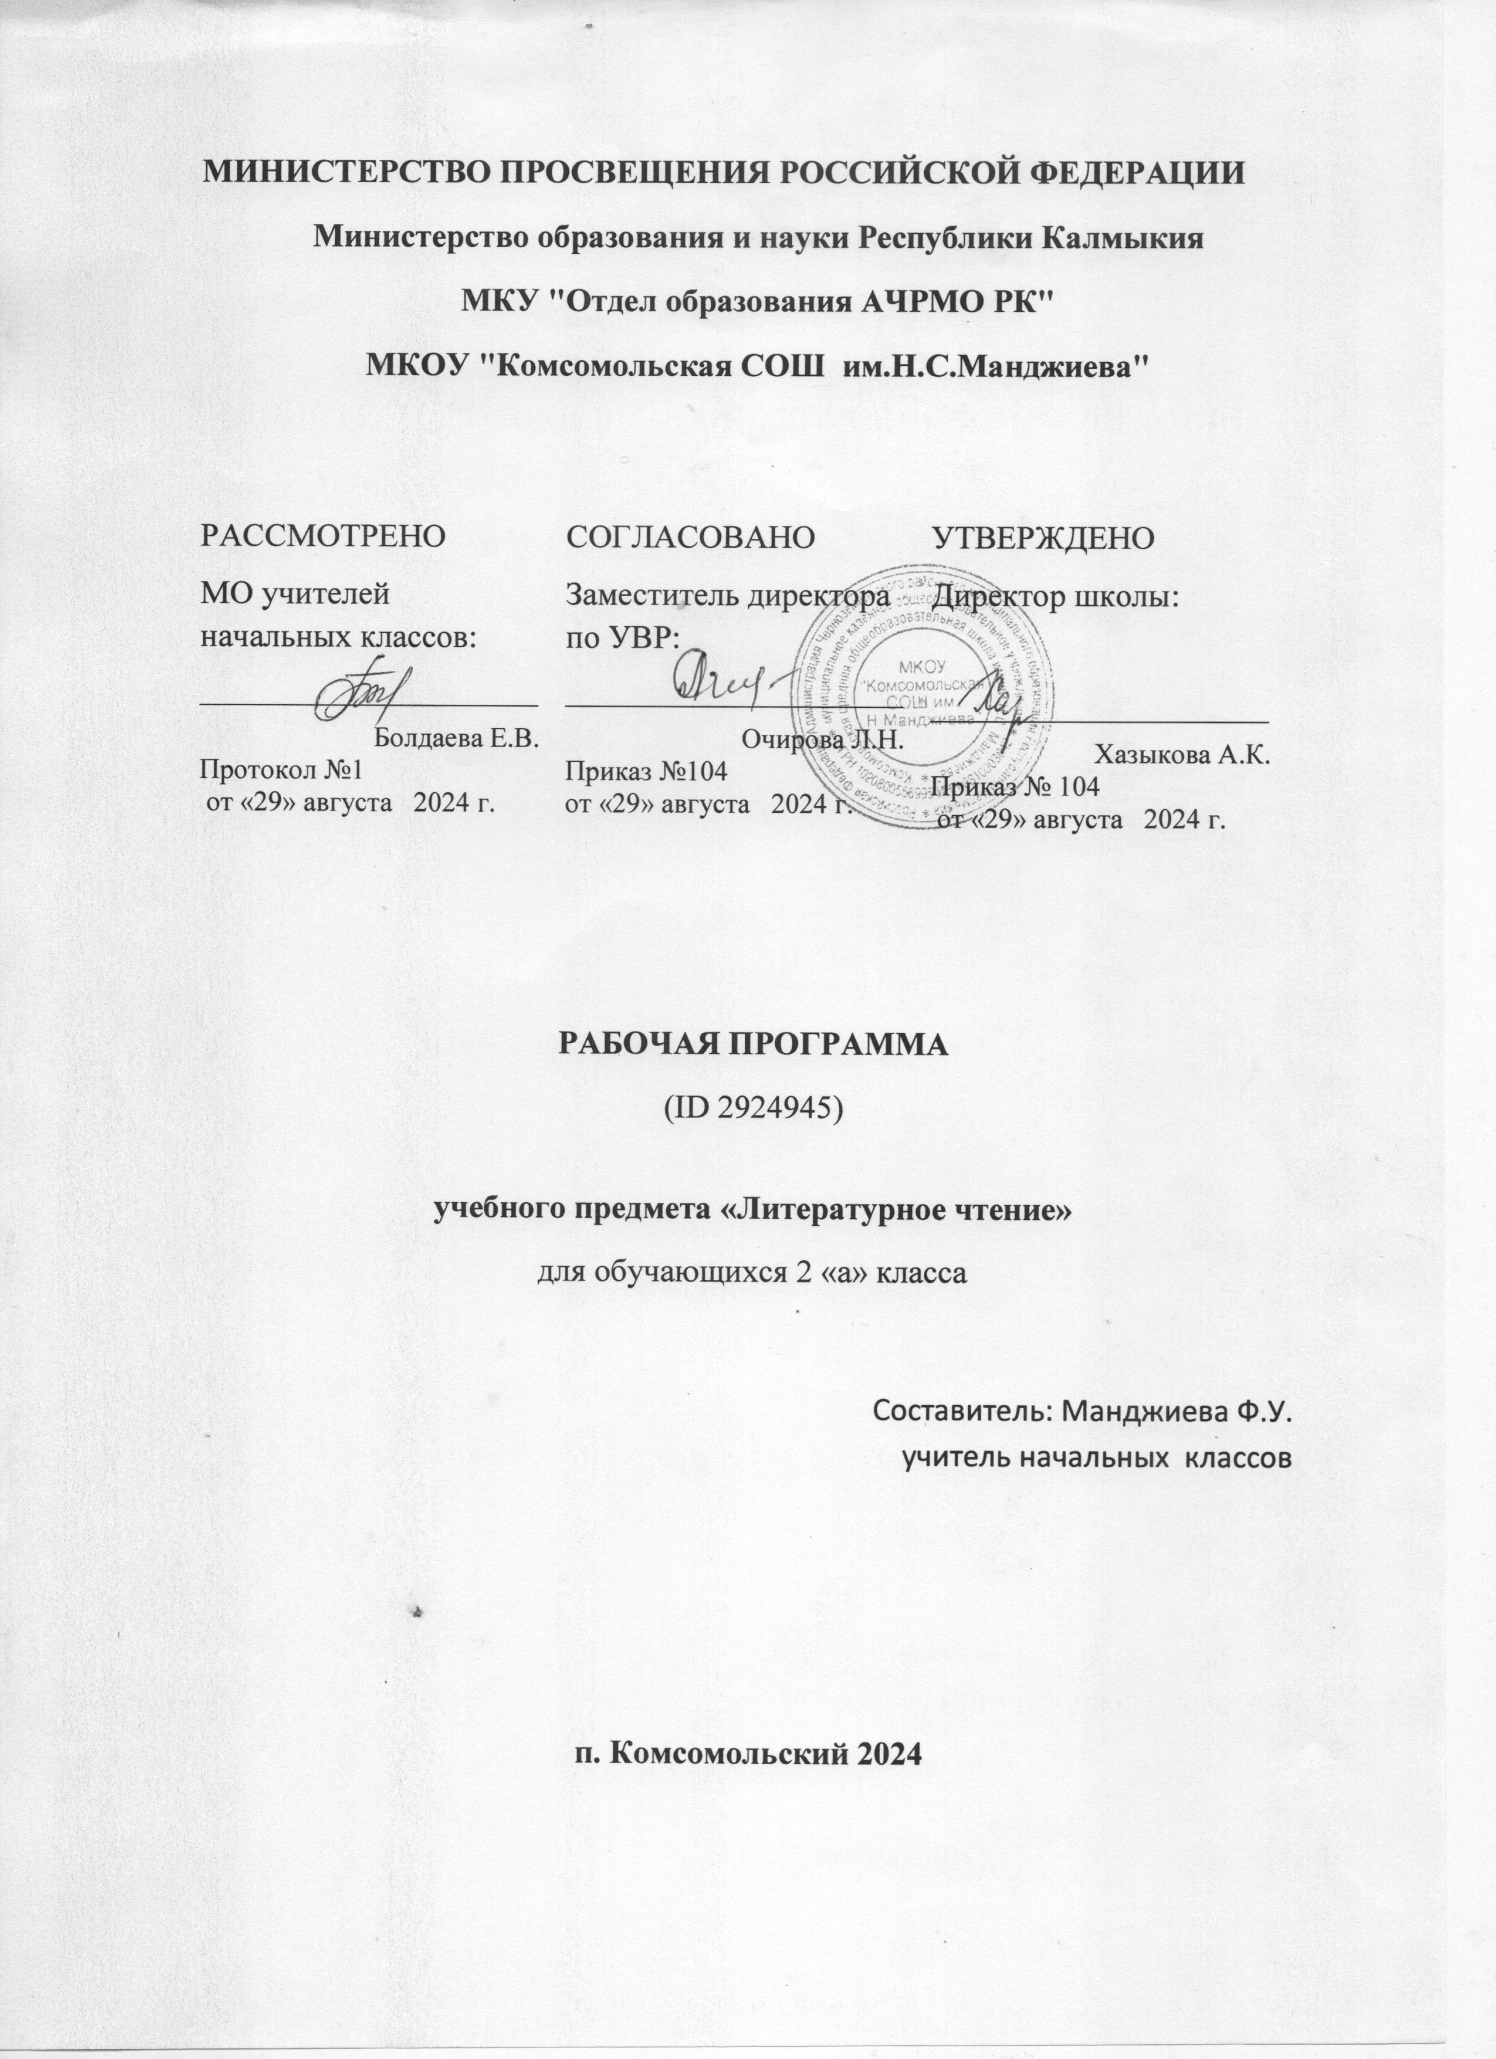 МИНИСТЕРСТВО ПРОСВЕЩЕНИЯ РОССИЙСКОЙ ФЕДЕРАЦИИ
Министерство образования и науки Республики Калмыкия
МКУ "Отдел образования АЧРМО РК"
МКОУ "Комсомольская СОШ  им.Н.С.Манджиева"
РАССМОТРЕНО
МО учителей
начальных классов:
Болдаева Е.В.
Протокол №1
от «29» августа   2024 г.
СОГЛАСОВАНО
Заместитель директора
по УВР:
Очирова Л.Н.
Приказ №104
от «29» августа   2024 г.
УТВЕРЖДЕНО
Директор школы:
Хазыкова А.К.
Приказ № 104
от «29» августа   2024 г.
МКОУ
"Комсомольская
СОШ им.
Н.Манджиева
РАБОЧАЯ ПРОГРАММА
(ID 2924945)
учебного предмета «Литературное чтение»
для обучающихся 2 «а» класса
Составитель: Манджиева Ф.У.
учитель начальных  классов
п. Комсомольский 2024